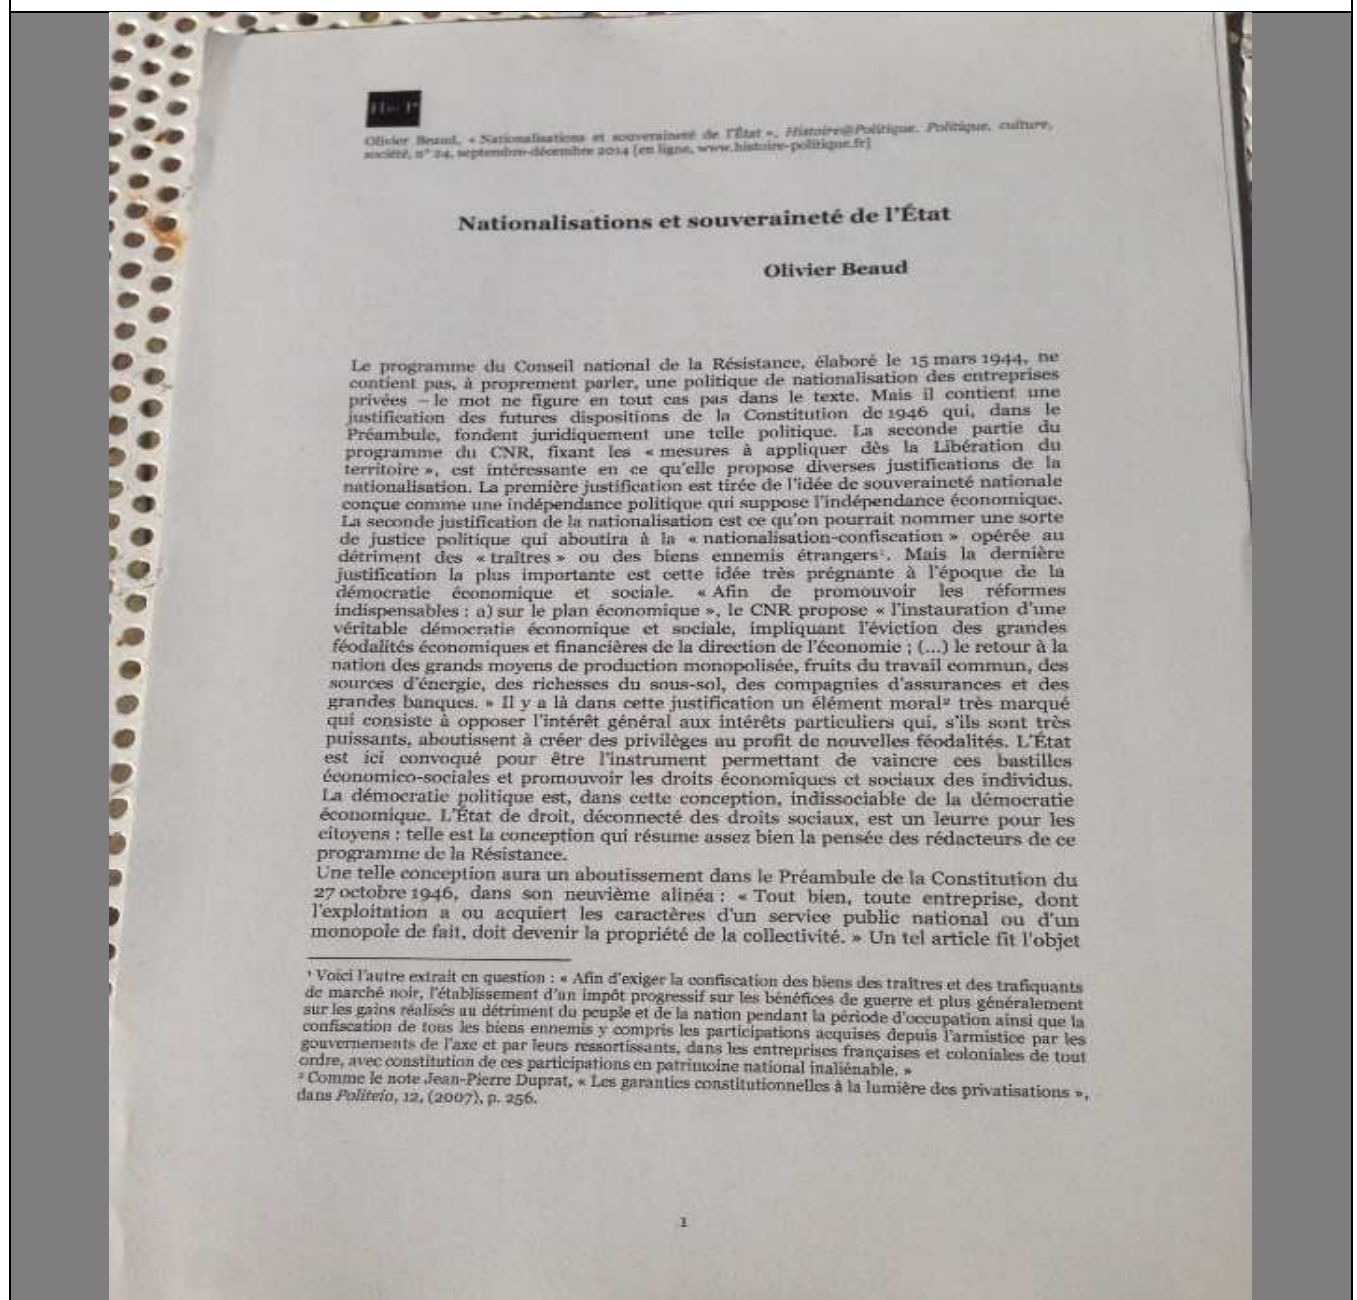 Olivier Beaud, « Nationalisations et souveraineté de l'État », Histoire@Politique. Politique, culture,
société, n° 24, septembre-décembre 2014 [en ligne, www.histoire-politique.fr]
Nationalisations et souveraineté de l'État
Olivier Beaud
Le programme du Conseil national de la Résistance, élaboré le 15 mars 1944, ne
contient pas, à proprement parler, une politique de nationalisation des entreprises
privées – le mot ne figure en tout cas pas dans le texte. Mais il contient une
justification des futures dispositions de la Constitution de 1946 qui, dans le
Préambule, fondent juridiquement une telle politique. La seconde partie du
programme du CNR, fixant les « mesures à appliquer dès la Libération du
territoire », est intéressante en ce qu'elle propose diverses justifications de la
nationalisation. La première justification est tirée de l'idée de souveraineté nationale
conçue comme une indépendance politique qui suppose l'indépendance économique.
La seconde justification de la nationalisation est ce qu'on pourrait nommer une sorte
de justice politique qui aboutira à la « nationalisation-confiscation » opérée au
détriment des « traîtres » ou des biens ennemis étrangers¹. Mais la dernière
justification la plus importante est cette idée très prégnante à l'époque de la
démocratie économique et sociale. « Afin de promouvoir les réformes
indispensables : a) sur le plan économique », le CNR propose « l'instauration d'une
véritable démocratie économique et sociale, impliquant l'éviction des grandes
féodalités économiques et financières de la direction de l'économie ; (...) le retour à la
nation des grands moyens de production monopolisée, fruits du travail commun, des
sources d'énergie, des richesses du sous-sol, des compagnies d'assurances et des
grandes banques. » Il y a là dans cette justification un élément moral² très marqué
qui consiste à opposer l'intérêt général aux intérêts particuliers qui, s'ils sont très
puissants, aboutissent à créer des privilèges au profit de nouvelles féodalités. L'État
est ici convoqué pour être l'instrument permettant de vaincre ces bastilles
économico-sociales et promouvoir les droits économiques et sociaux des individus.
La démocratie politique est, dans cette conception, indissociable de la démocratie
économique. L'État de droit, déconnecté des droits sociaux, est un leurre pour les
citoyens : telle est la conception qui résume assez bien la pensée des rédacteurs de ce
programme de la Résistance.
Une telle conception aura un aboutissement dans le Préambule de la Constitution du
27 octobre 1946, dans son neuvième alinéa : « Tout bien, toute entreprise, dont
l'exploitation a ou acquiert les caractères d'un service public national ou d'un
monopole de fait, doit devenir la propriété de la collectivité. » Un tel article fit l'objet
¹ Voici l'autre extrait en question : « Afin d'exiger la confiscation des biens des traîtres et des trafiquants
de marché noir, l'établissement d'un impôt progressif sur les bénéfices de guerre et plus généralement
sur les gains réalisés au détriment du peuple et de la nation pendant la période d'occupation ainsi que la
confiscation de tous les biens ennemis y compris les participations acquises depuis l'armistice par les
gouvernements de l'axe et par leurs ressortissants, dans les entreprises françaises et coloniales de tout
ordre, avec constitution de ces participations en patrimoine national inaliénable. »
² Comme le note Jean-Pierre Duprat, « Les garanties constitutionnelles à la lumière des privatisations »,
dans Politeia, 12, (2007), p. 256.
1